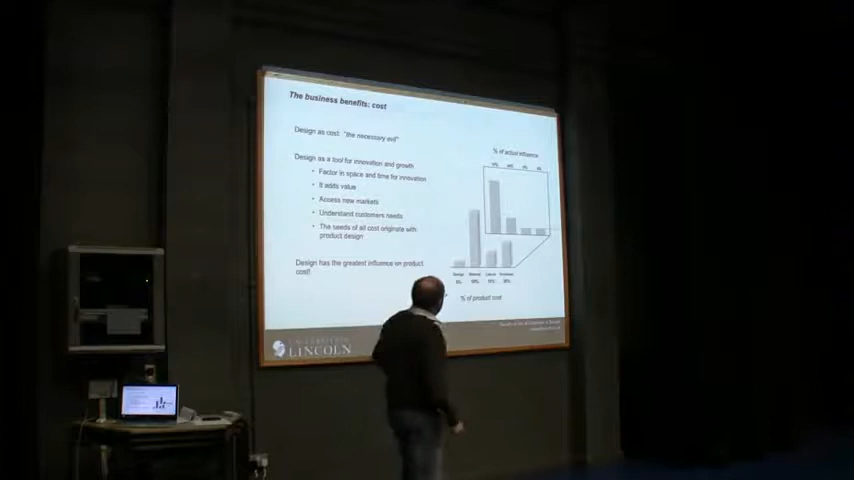 The business benefits: cost
Design as cost: "the necessary evil"
Design as a tool for innovation and growth
• Factor in space and time for innovation
• It adds value
• Access new markets
• Understand customers needs
• The seeds of all cost originate with
product design
Design has the greatest influence on product
cost!
% of actual influence
% of product cost
UNIVERSITY OF
LINCOLN